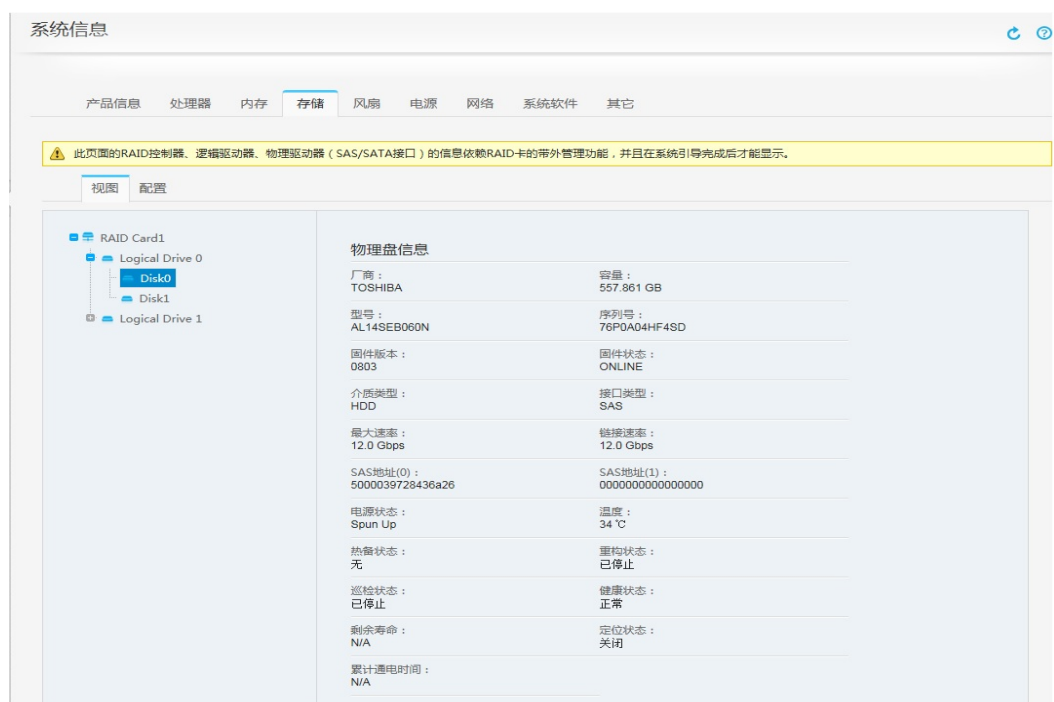 系统信息
产品信息 处理器 内存 存储 风扇 电源 网络 系统软件 其它
此页面的RAID控制器、逻辑驱动器、物理驱动器（SAS/SATA接口）的信息依赖RAID卡的带外管理功能，并且在系统引导完成后才能显示。
视图 配置
RAID Card1
Logical Drive 0
Disk0
Disk1
Logical Drive 1
物理盘信息
厂商： 容量：
TOSHIBA 557.861 GB
型号： 序列号：
AL14SEB060N 76P0A04HF4SD
固件版本： 固件状态：
0803 ONLINE
介质类型： 接口类型：
HDD SAS
最大速率： 链接速率：
12.0 Gbps 12.0 Gbps
SAS地址(0)： SAS地址(1)：
5000039728436a26 0000000000000000
电源状态： 温度：
Spun Up 34 ℃
热备状态： 重构状态：
无 已停止
巡检状态： 健康状态：
已停止 正常
剩余寿命： 定位状态：
N/A 关闭
累计通电时间：
N/A